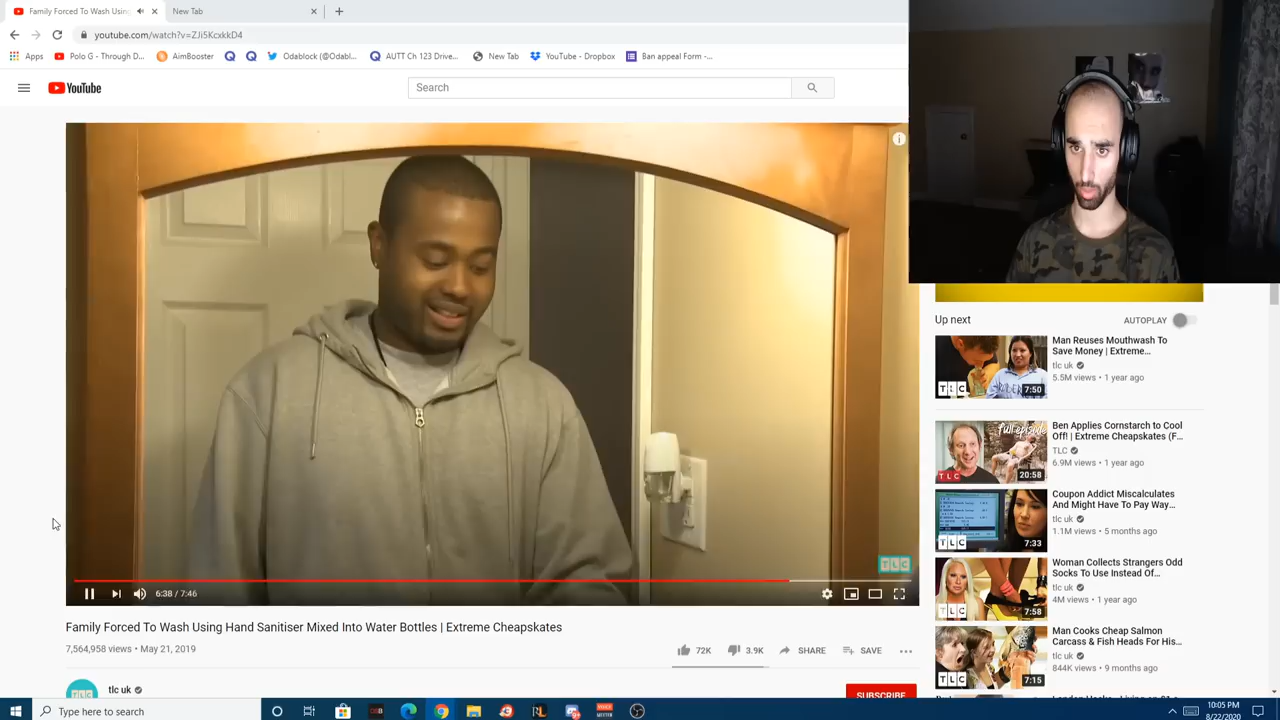 Family Forced To Wash Usin
New Tab
youtube.com/watch?v=ZJi5KcxkkD4
Apps
Polo G - Through D...
AimBooster
Odablock (@Odabl...
AUTT Ch 123 Drive...
New Tab
YouTube - Dropbox
Ban appeal Form -...
YouTube
Search
TLC
6:38 / 7:46
Family Forced To Wash Using Hand Sanitiser Mixed Into Water Bottles | Extreme Cheapskates
7,564,958 views • May 21, 2019
72K
3.9K
SHARE
SAVE
tlc uk
SUBSCRIBE
Up next
AUTOPLAY
TLC
7:50
Man Reuses Mouthwash To
Save Money | Extreme...
tlc uk
5.5M views • 1 year ago
full episode
TLC
20:58
Ben Applies Cornstarch to Cool
Off! | Extreme Cheapskates (F...
TLC
6.9M views • 1 year ago
TLC
7:33
Coupon Addict Miscalculates
And Might Have To Pay Way...
tlc uk
1.1M views • 5 months ago
TLC
7:58
Woman Collects Strangers Odd
Socks To Use Instead Of...
tlc uk
4M views • 1 year ago
TLC
7:15
Man Cooks Cheap Salmon
Carcass & Fish Heads For His...
tlc uk
844K views • 9 months ago
Type here to search
10:05 PM
8/22/2020